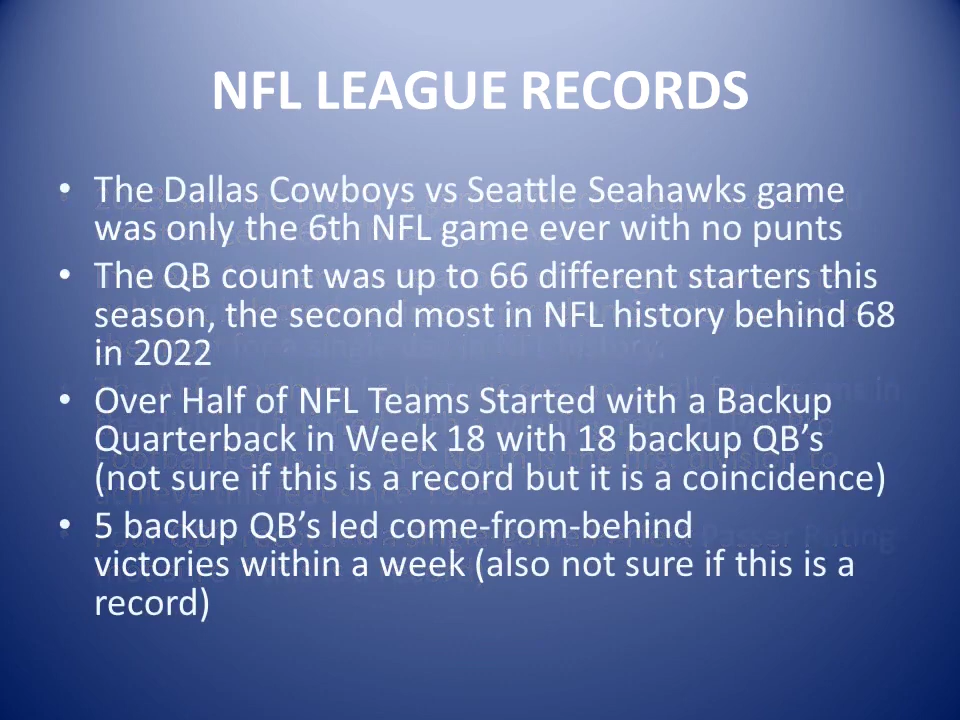 NFL LEAGUE RECORDS
• The Dallas Cowboys vs Seattle Seahawks game
was only the 6th NFL game ever with no punts
• The QB count was up to 66 different starters this
season, the second most in NFL history behind 68
in 2022
• Over Half of NFL Teams Started with a Backup
Quarterback in Week 18 with 18 backup QB’s
(not sure if this is a record but it is a coincidence)
• 5 backup QB’s led come-from-behind
victories within a week (also not sure if this is a
record)